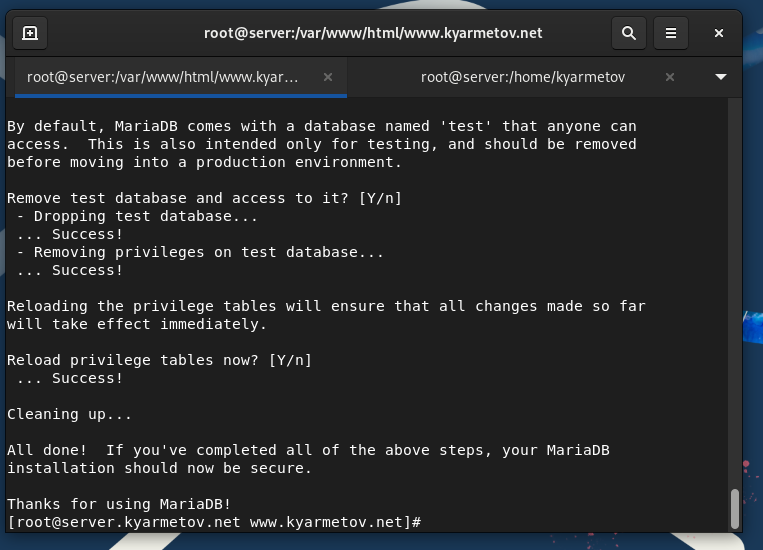 root@server:/var/www/html/www.kyarmetov.net
root@server:/var/www/html/www.kyar...
root@server:/home/kyarmetov
By default, MariaDB comes with a database named 'test' that anyone can
access.  This is also intended only for testing, and should be removed
before moving into a production environment.
Remove test database and access to it? [Y/n]
 - Dropping test database...
 ... Success!
 - Removing privileges on test database...
 ... Success!
Reloading the privilege tables will ensure that all changes made so far
will take effect immediately.
Reload privilege tables now? [Y/n]
 ... Success!
Cleaning up...
All done!  If you've completed all of the above steps, your MariaDB
installation should now be secure.
Thanks for using MariaDB!
[root@server.kyarmetov.net www.kyarmetov.net]#